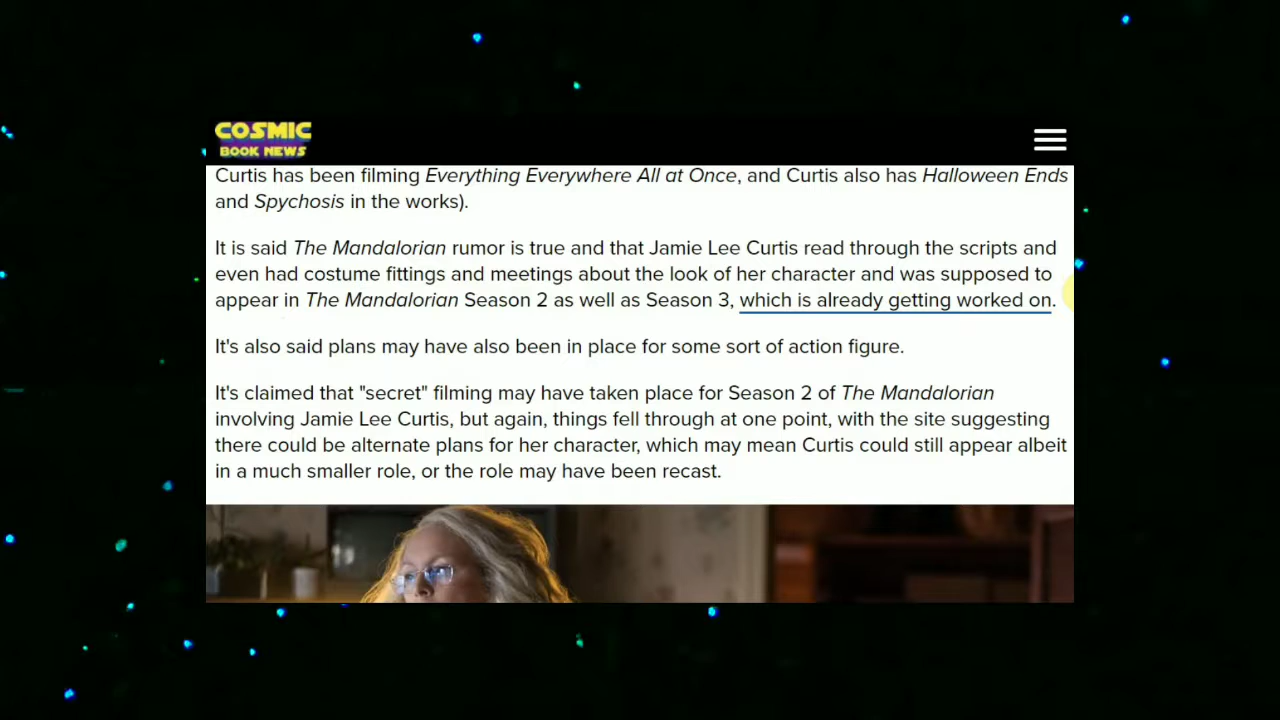 COSMIC
BOOK NEWS
Curtis has been filming Everything Everywhere All at Once, and Curtis also has Halloween Ends
and Spychosis in the works).
It is said The Mandalorian rumor is true and that Jamie Lee Curtis read through the scripts and
even had costume fittings and meetings about the look of her character and was supposed to
appear in The Mandalorian Season 2 as well as Season 3, which is already getting worked on.
It's also said plans may have also been in place for some sort of action figure.
It's claimed that "secret" filming may have taken place for Season 2 of The Mandalorian
involving Jamie Lee Curtis, but again, things fell through at one point, with the site suggesting
there could be alternate plans for her character, which may mean Curtis could still appear albeit
in a much smaller role, or the role may have been recast.